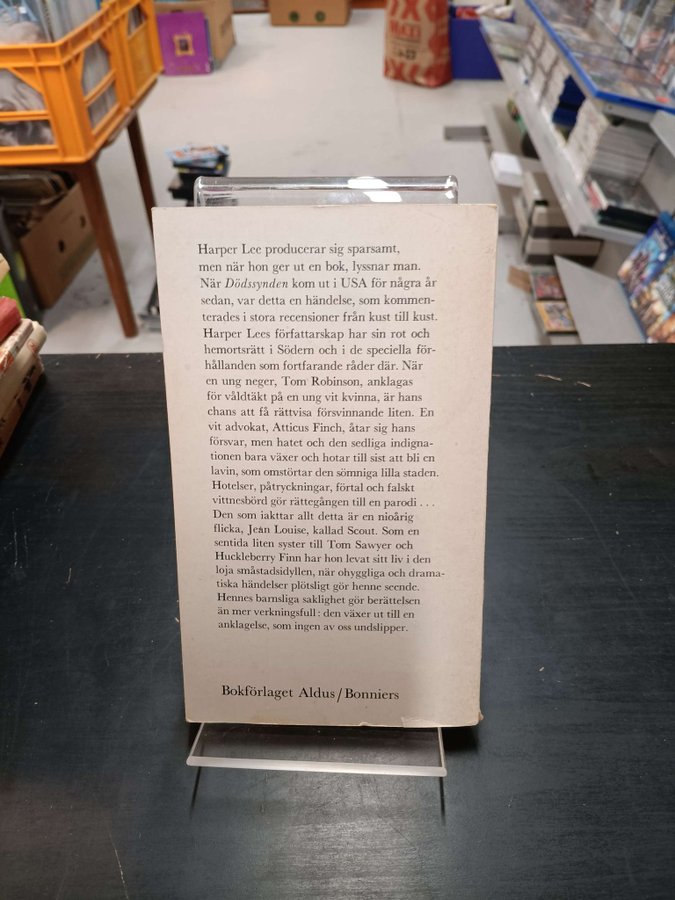 Harper Lee producerar sig sparsamt,
men när hon ger ut en bok, lyssnar man.
När Dödssynden kom ut i USA för några år
sedan, var detta en händelse, som kommen-
terades i stora recensioner från kust till kust.
Harper Lees författarskap har sin rot och
hemortsrätt i Södern och i de speciella för-
hållanden som fortfarande råder där. När
en ung neger, Tom Robinson, anklagas
för våldtäkt på en ung vit kvinna, är hans
chans att få rättvisa försvinnande liten. En
vit advokat, Atticus Finch, åtar sig hans
försvar, men hatet och den sedliga indigna-
tionen bara växer och hotar till sist att bli en
lavin, som omstörtar den sömniga lilla staden.
Hotelser, påtryckningar, förtal och falskt
vittnesbörd gör rättegången till en parodi . . .
Den som iakttar allt detta är en nioårig
flicka, Jean Louise, kallad Scout. Som en
sentida liten syster till Tom Sawyer och
Huckleberry Finn har hon levat sitt liv i den
loja småstadsidyllen, när ohyggliga och drama-
tiska händelser plötsligt gör henne seende.
Hennes barnsliga saklighet gör berättelsen
än mer verkningsfull: den växer ut till en
anklagelse, som ingen av oss undslipper.
Bokförlaget Aldus/Bonniers